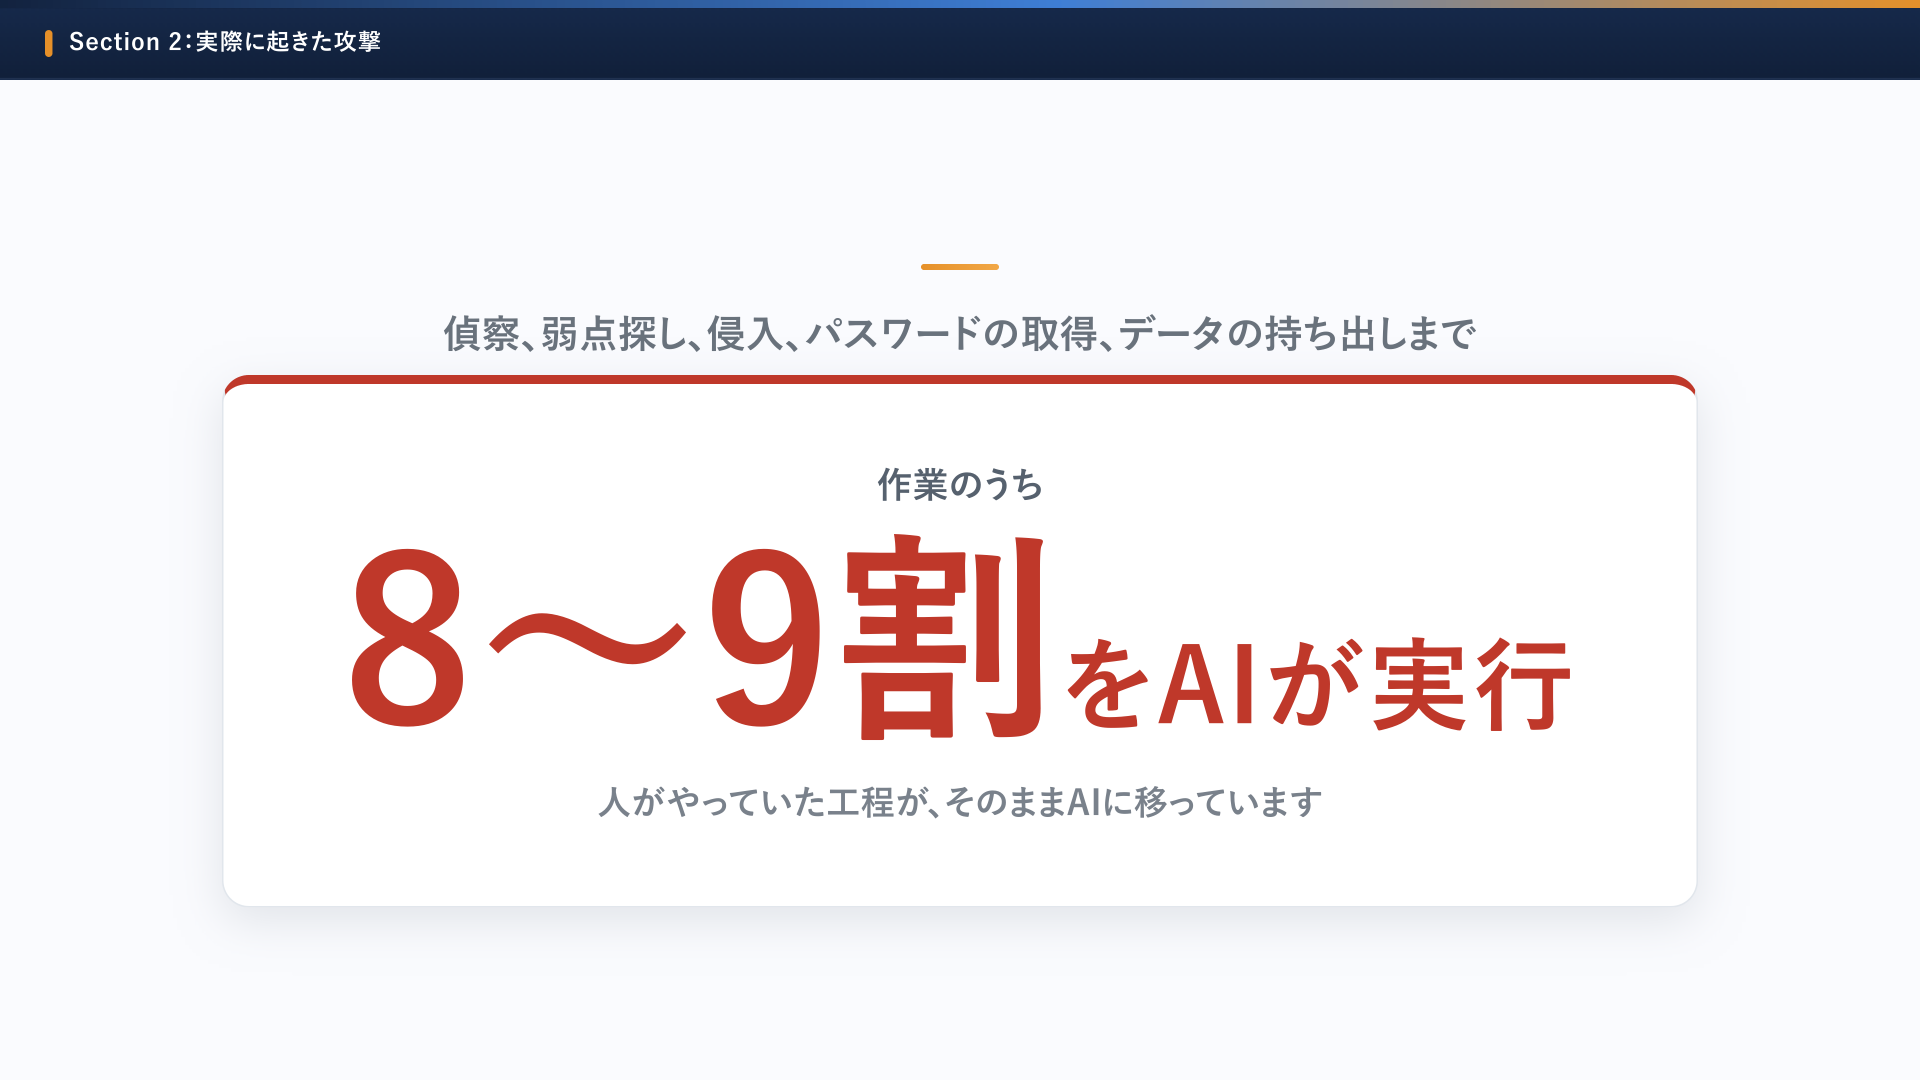 Section 2：実際に起きた攻撃
偵察、弱点探し、侵入、パスワードの取得、データの持ち出しまで
作業のうち
8〜9割をAIが実行
人がやっていた工程が、そのままAIに移っています